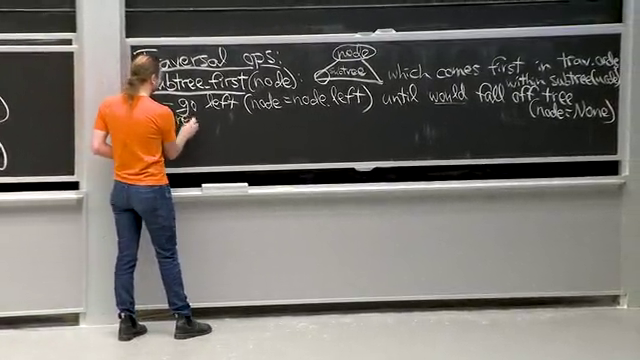 Traversal ops:
subtree_first(node): node subtree which comes first in trav. order
within subtree(node)
- go left (node = node.left) until would fall off tree
(node = None)